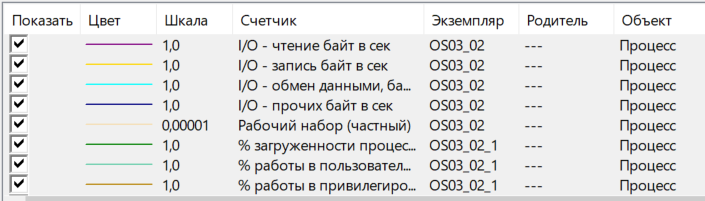 Показать Цвет Шкала Счетчик Экземпляр Родитель Объект
1,0 I/O - чтение байт в сек OS03_02 --- Процесс
1,0 I/O - запись байт в сек OS03_02 --- Процесс
1,0 I/O - обмен данными, ба... OS03_02 --- Процесс
1,0 I/O - прочих байт в сек OS03_02 --- Процесс
0,00001 Рабочий набор (частный) OS03_02 --- Процесс
1,0 % загруженности процес... OS03_02_1 --- Процесс
1,0 % работы в пользовател... OS03_02_1 --- Процесс
1,0 % работы в привилегиро... OS03_02_1 --- Процесс